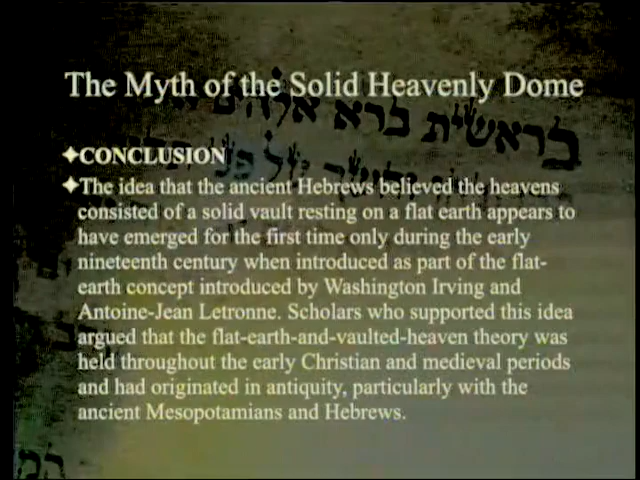 The Myth of the Solid Heavenly Dome
בראשית ברא אלהים
✦CONCLUSION
✦The idea that the ancient Hebrews believed the heavens
consisted of a solid vault resting on a flat earth appears to
have emerged for the first time only during the early
nineteenth century when introduced as part of the flat-
earth concept introduced by Washington Irving and
Antoine-Jean Letronne. Scholars who supported this idea
argued that the flat-earth-and-vaulted-heaven theory was
held throughout the early Christian and medieval periods
and had originated in antiquity, particularly with the
ancient Mesopotamians and Hebrews.